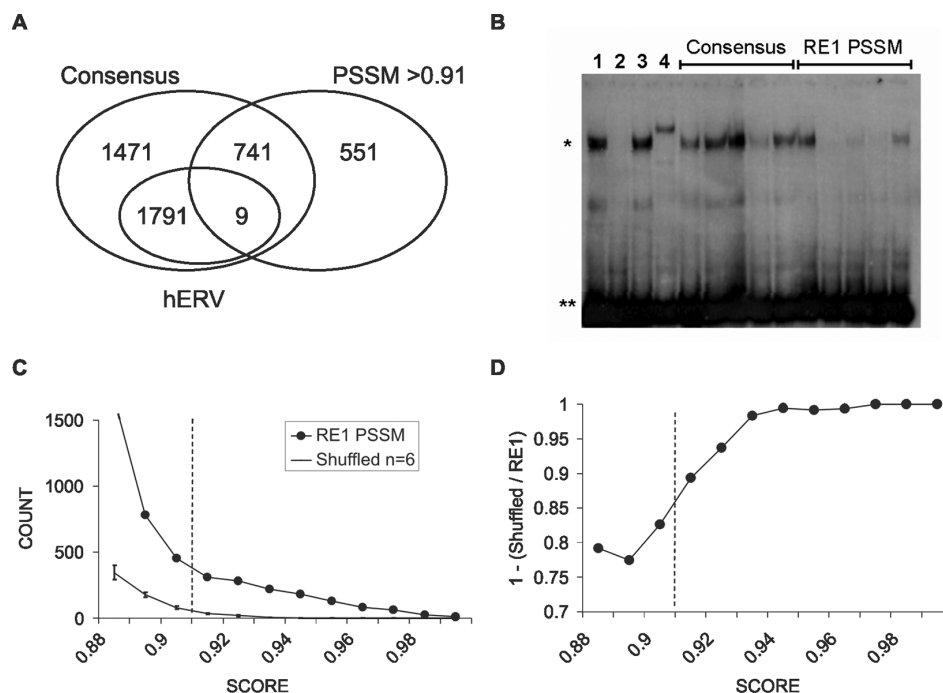 A
Consensus
PSSM >0.91
1471
741
551
1791
9
hERV
B
Consensus
RE1 PSSM
1 2 3 4
*
**
C
COUNT
1500
1000
500
0
RE1 PSSM
Shuffled n=6
0.88
0.9
0.92
0.94
0.96
0.98
SCORE
D
1 - (Shuffled / RE1)
1
0.95
0.9
0.85
0.8
0.75
0.7
0.88
0.9
0.92
0.94
0.96
0.98
SCORE